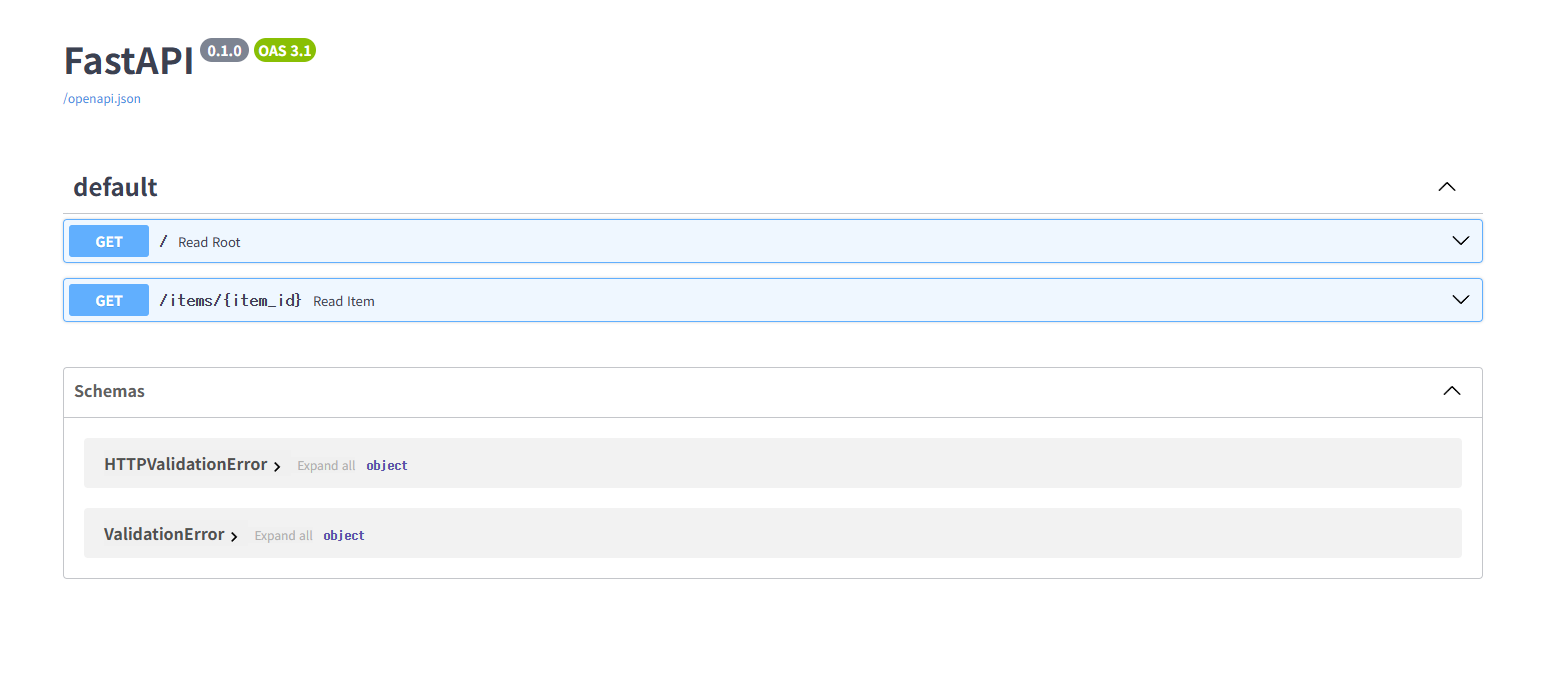 FastAPI 0.1.0 OAS 3.1
/openapi.json
default
GET / Read Root
GET /items/{item_id} Read Item
Schemas
HTTPValidationError Expand all object
ValidationError Expand all object